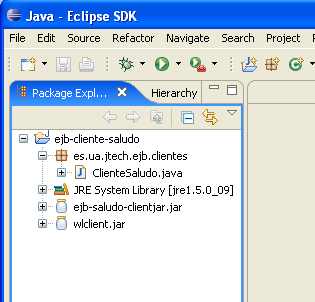 Java - Eclipse SDK
File Edit Source Refactor Navigate Search Project
Package Expl... Hierarchy
ejb-cliente-saludo
es.ua.jtech.ejb.clientes
ClienteSaludo.java
JRE System Library [jre1.5.0_09]
ejb-saludo-clientjar.jar
wlclient.jar